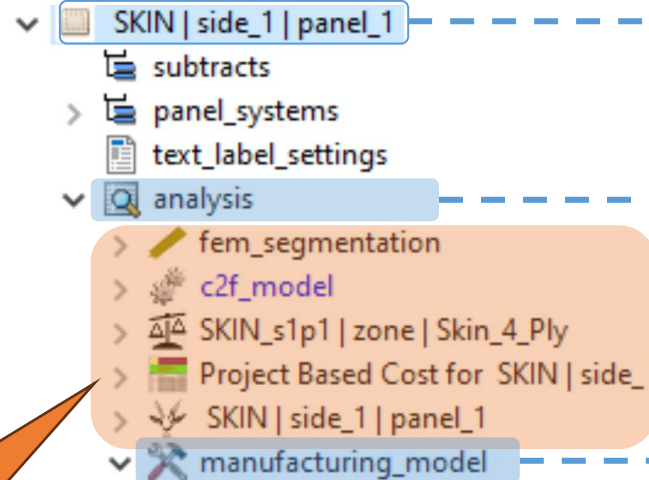 SKIN | side_1 | panel_1
subtracts
panel_systems
text_label_settings
analysis
fem_segmentation
c2f_model
SKIN_s1p1 | zone | Skin_4_Ply
Project Based Cost for SKIN | side_
SKIN | side_1 | panel_1
manufacturing_model